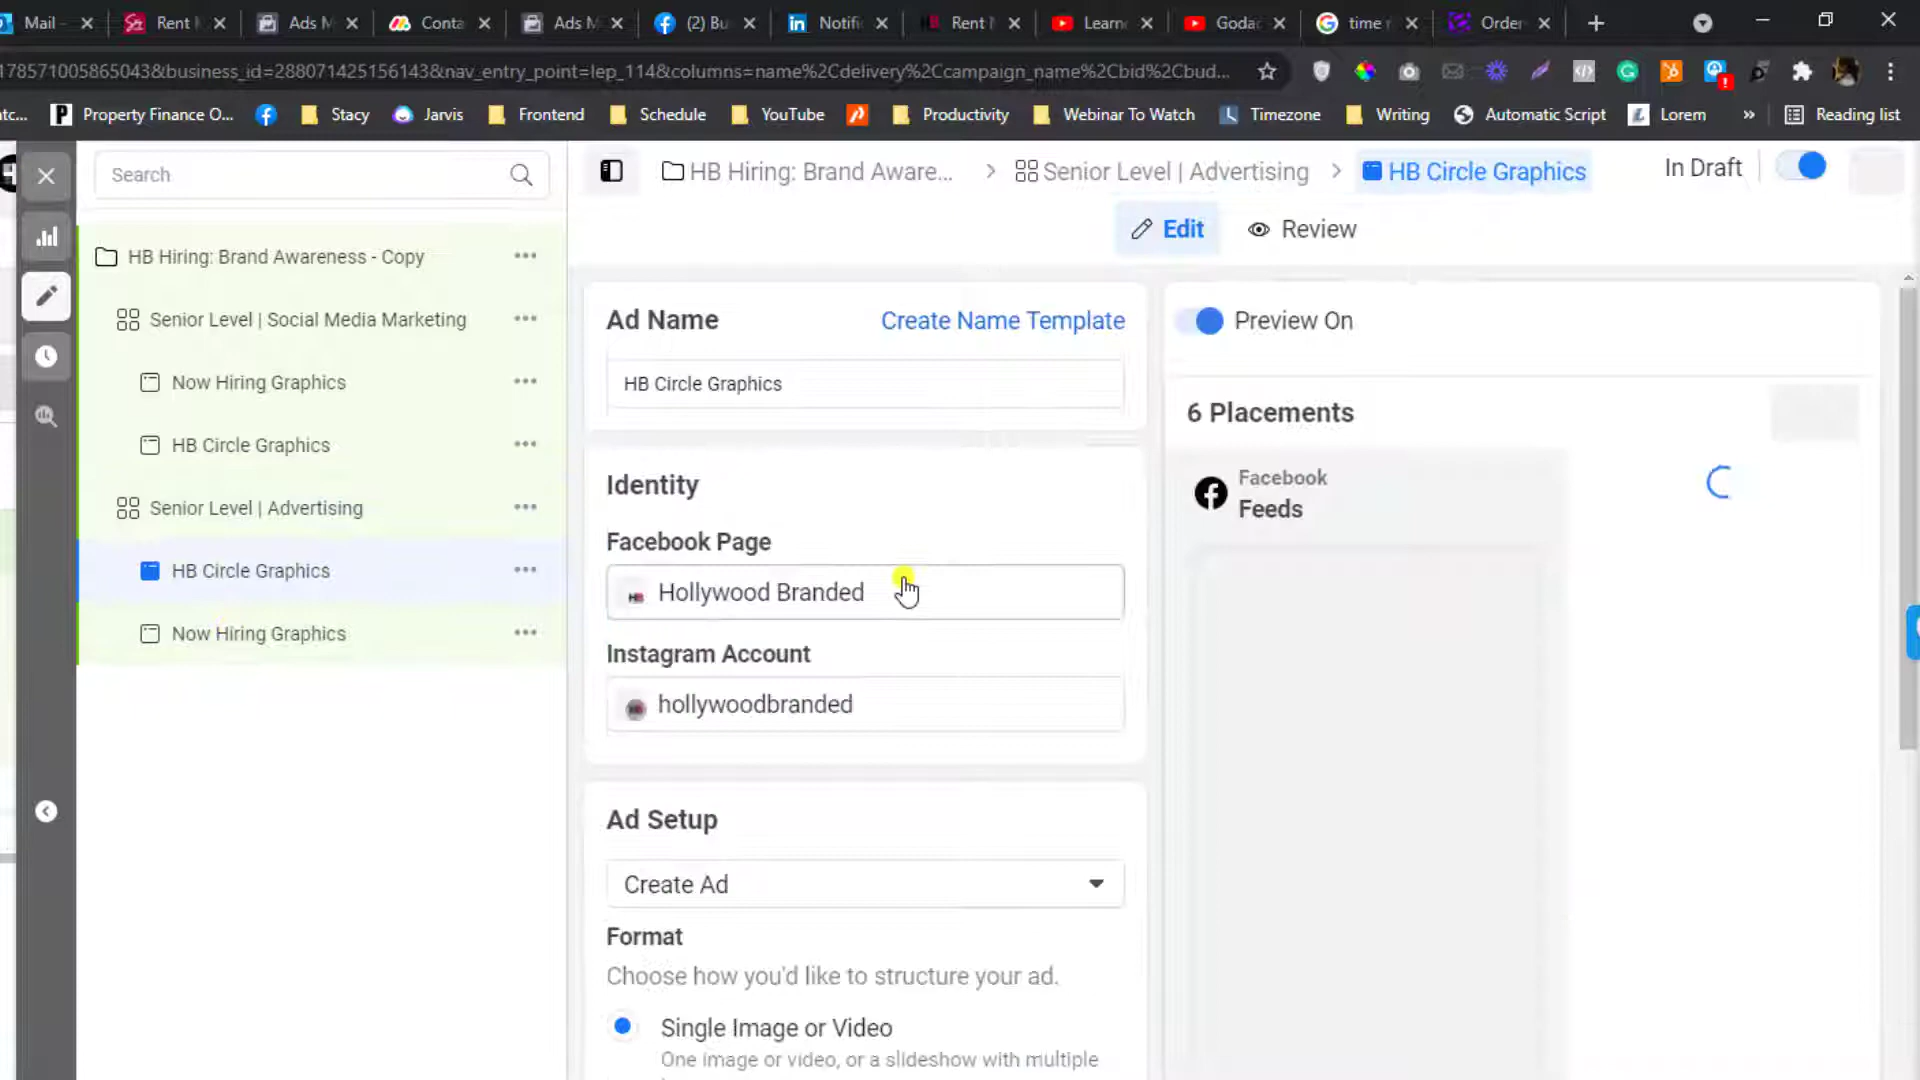 Mail
Rent
Ads M
Conta
Ads M
(2) Bu
Notifi
Rent
Learn
Goda
time
Order
178571005865043&business_id=288071425156143&nav_entry_point=lep_114&columns=name%2Cdelivery%2Ccampaign_name%2Cbid%2Cbud...
tc...
Property Finance O...
Stacy
Jarvis
Frontend
Schedule
YouTube
Productivity
Webinar To Watch
Timezone
Writing
Automatic Script
Lorem
»
Reading list
Search
HB Hiring: Brand Aware...
Senior Level | Advertising
HB Circle Graphics
In Draft
Edit
Review
HB Hiring: Brand Awareness - Copy
Senior Level | Social Media Marketing
Now Hiring Graphics
HB Circle Graphics
Senior Level | Advertising
HB Circle Graphics
Now Hiring Graphics
Ad Name
Create Name Template
HB Circle Graphics
Identity
Facebook Page
Hollywood Branded
Instagram Account
hollywoodbranded
Ad Setup
Create Ad
Format
Choose how you'd like to structure your ad.
Single Image or Video
One image or video, or a slideshow with multiple
Preview On
6 Placements
Facebook
Feeds